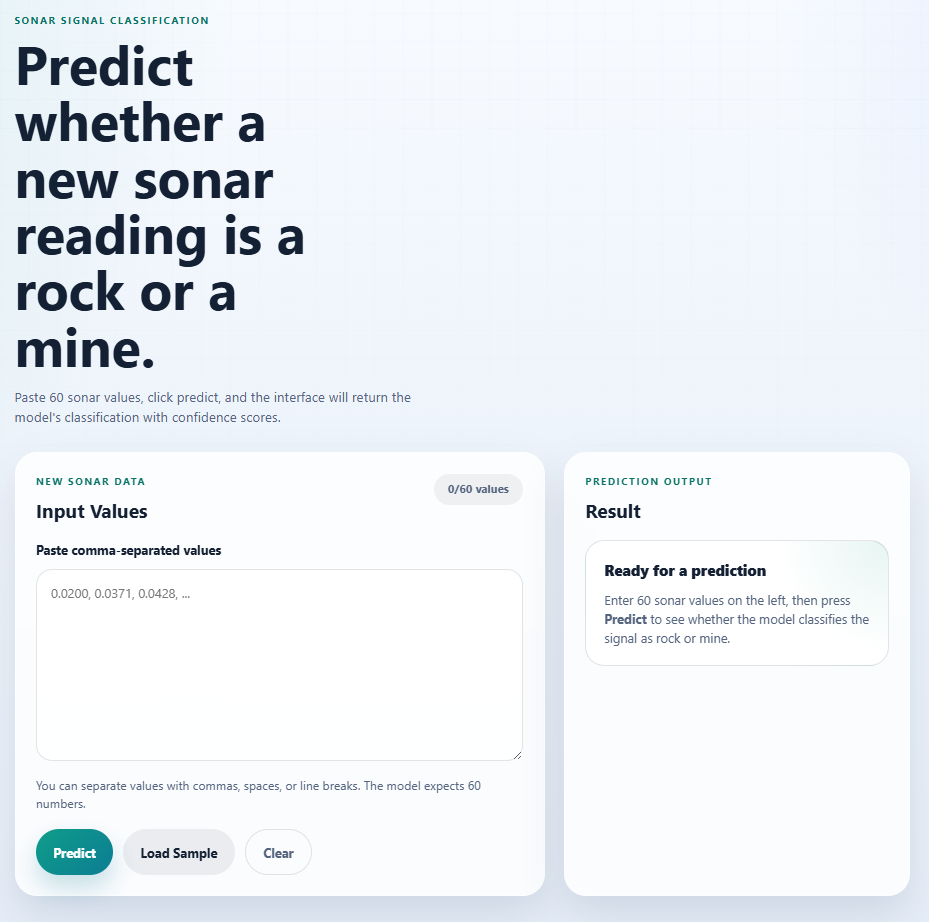 SONAR SIGNAL CLASSIFICATION
Predict
whether a
new sonar
reading is a
rock or a
mine.
Paste 60 sonar values, click predict, and the interface will return the
model's classification with confidence scores.
NEW SONAR DATA
0/60 values
Input Values
Paste comma-separated values
0.0200, 0.0371, 0.0428, ...
You can separate values with commas, spaces, or line breaks. The model expects 60
numbers.
Predict
Load Sample
Clear
PREDICTION OUTPUT
Result
Ready for a prediction
Enter 60 sonar values on the left, then press
Predict to see whether the model classifies the
signal as rock or mine.